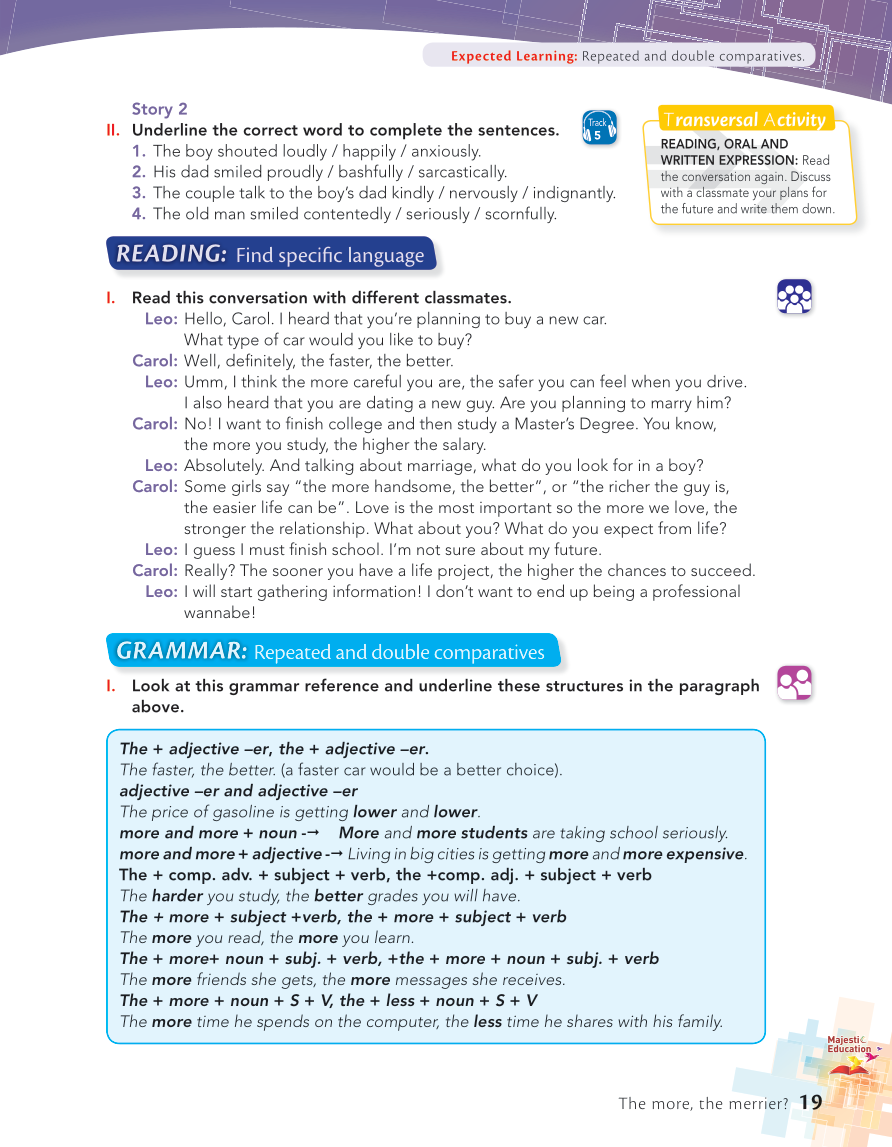 Expected Learning: Repeated and double comparatives.
Story 2
II. Underline the correct word to complete the sentences.
1. The boy shouted loudly / happily / anxiously.
2. His dad smiled proudly / bashfully / sarcastically.
3. The couple talk to the boy's dad kindly / nervously / indignantly.
4. The old man smiled contentedly / seriously / scornfully.
Track
5
Transversal Activity
READING, ORAL AND
WRITTEN EXPRESSION: Read
the conversation again. Discuss
with a classmate your plans for
the future and write them down.
READING: Find specific language
I. Read this conversation with different classmates.
Leo: Hello, Carol. I heard that you're planning to buy a new car.
What type of car would you like to buy?
Carol: Well, definitely, the faster, the better.
Leo: Umm, I think the more careful you are, the safer you can feel when you drive.
I also heard that you are dating a new guy. Are you planning to marry him?
Carol: No! I want to finish college and then study a Master's Degree. You know,
the more you study, the higher the salary.
Leo: Absolutely. And talking about marriage, what do you look for in a boy?
Carol: Some girls say “the more handsome, the better”, or “the richer the guy is,
the easier life can be”. Love is the most important so the more we love, the
stronger the relationship. What about you? What do you expect from life?
Leo: I guess I must finish school. I'm not sure about my future.
Carol: Really? The sooner you have a life project, the higher the chances to succeed.
Leo: I will start gathering information! I don't want to end up being a professional
wannabe!
GRAMMAR: Repeated and double comparatives
I. Look at this grammar reference and underline these structures in the paragraph
above.
The + adjective –er, the + adjective –er.
The faster, the better. (a faster car would be a better choice).
adjective –er and adjective –er
The price of gasoline is getting lower and lower.
more and more + noun -→ More and more students are taking school seriously.
more and more + adjective -→ Living in big cities is getting more and more expensive.
The + comp. adv. + subject + verb, the +comp. adj. + subject + verb
The harder you study, the better grades you will have.
The + more + subject +verb, the + more + subject + verb
The more you read, the more you learn.
The + more+ noun + subj. + verb, +the + more + noun + subj. + verb
The more friends she gets, the more messages she receives.
The + more + noun + S + V, the + less + noun + S + V
The more time he spends on the computer, the less time he shares with his family.
Majestic
Education
The more, the merrier? 19